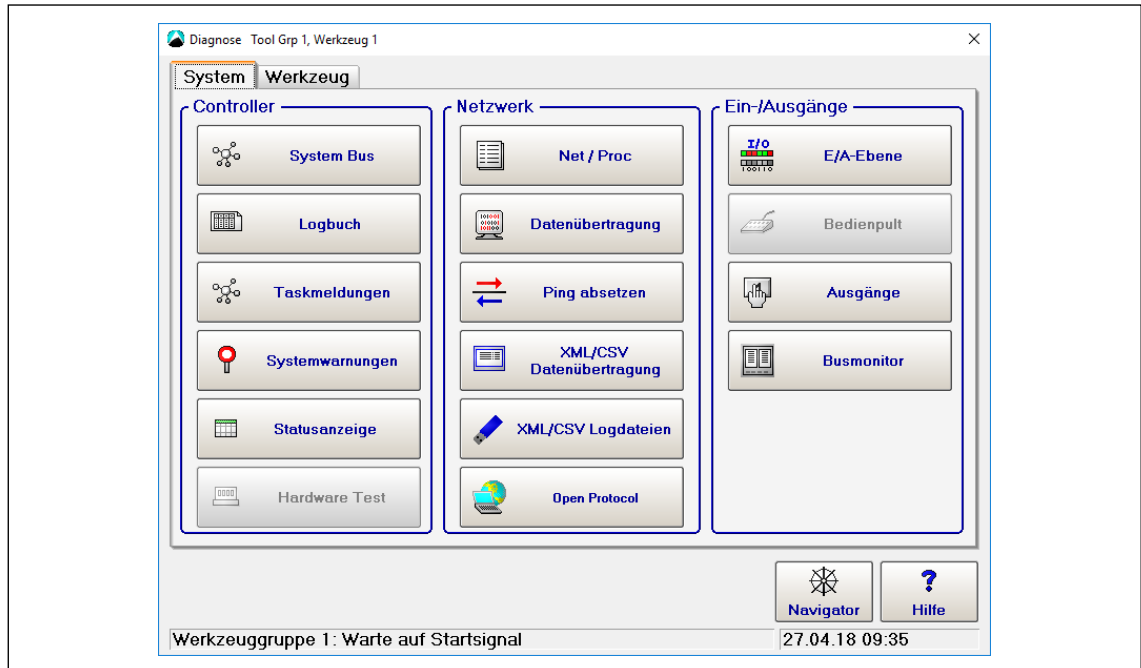 Diagnose Tool Grp 1, Werkzeug 1
System
Werkzeug
Controller
System Bus
Logbuch
Taskmeldungen
Systemwarnungen
Statusanzeige
Hardware Test
Netzwerk
Net / Proc
Datenübertragung
Ping absetzen
XML/CSV
Datenübertragung
XML/CSV Logdateien
Open Protocol
Ein-/Ausgänge
I/O
100110
E/A-Ebene
Bedienpult
Ausgänge
Busmonitor
Navigator
?
Hilfe
Werkzeuggruppe 1: Warte auf Startsignal
27.04.18 09:35